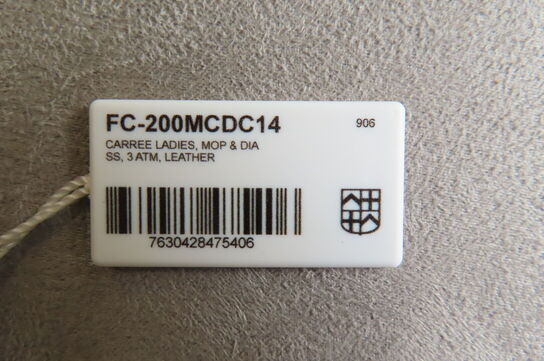 FC-200MCDC14
906
CARREE LADIES, MOP & DIA
SS, 3 ATM, LEATHER
7630428475406